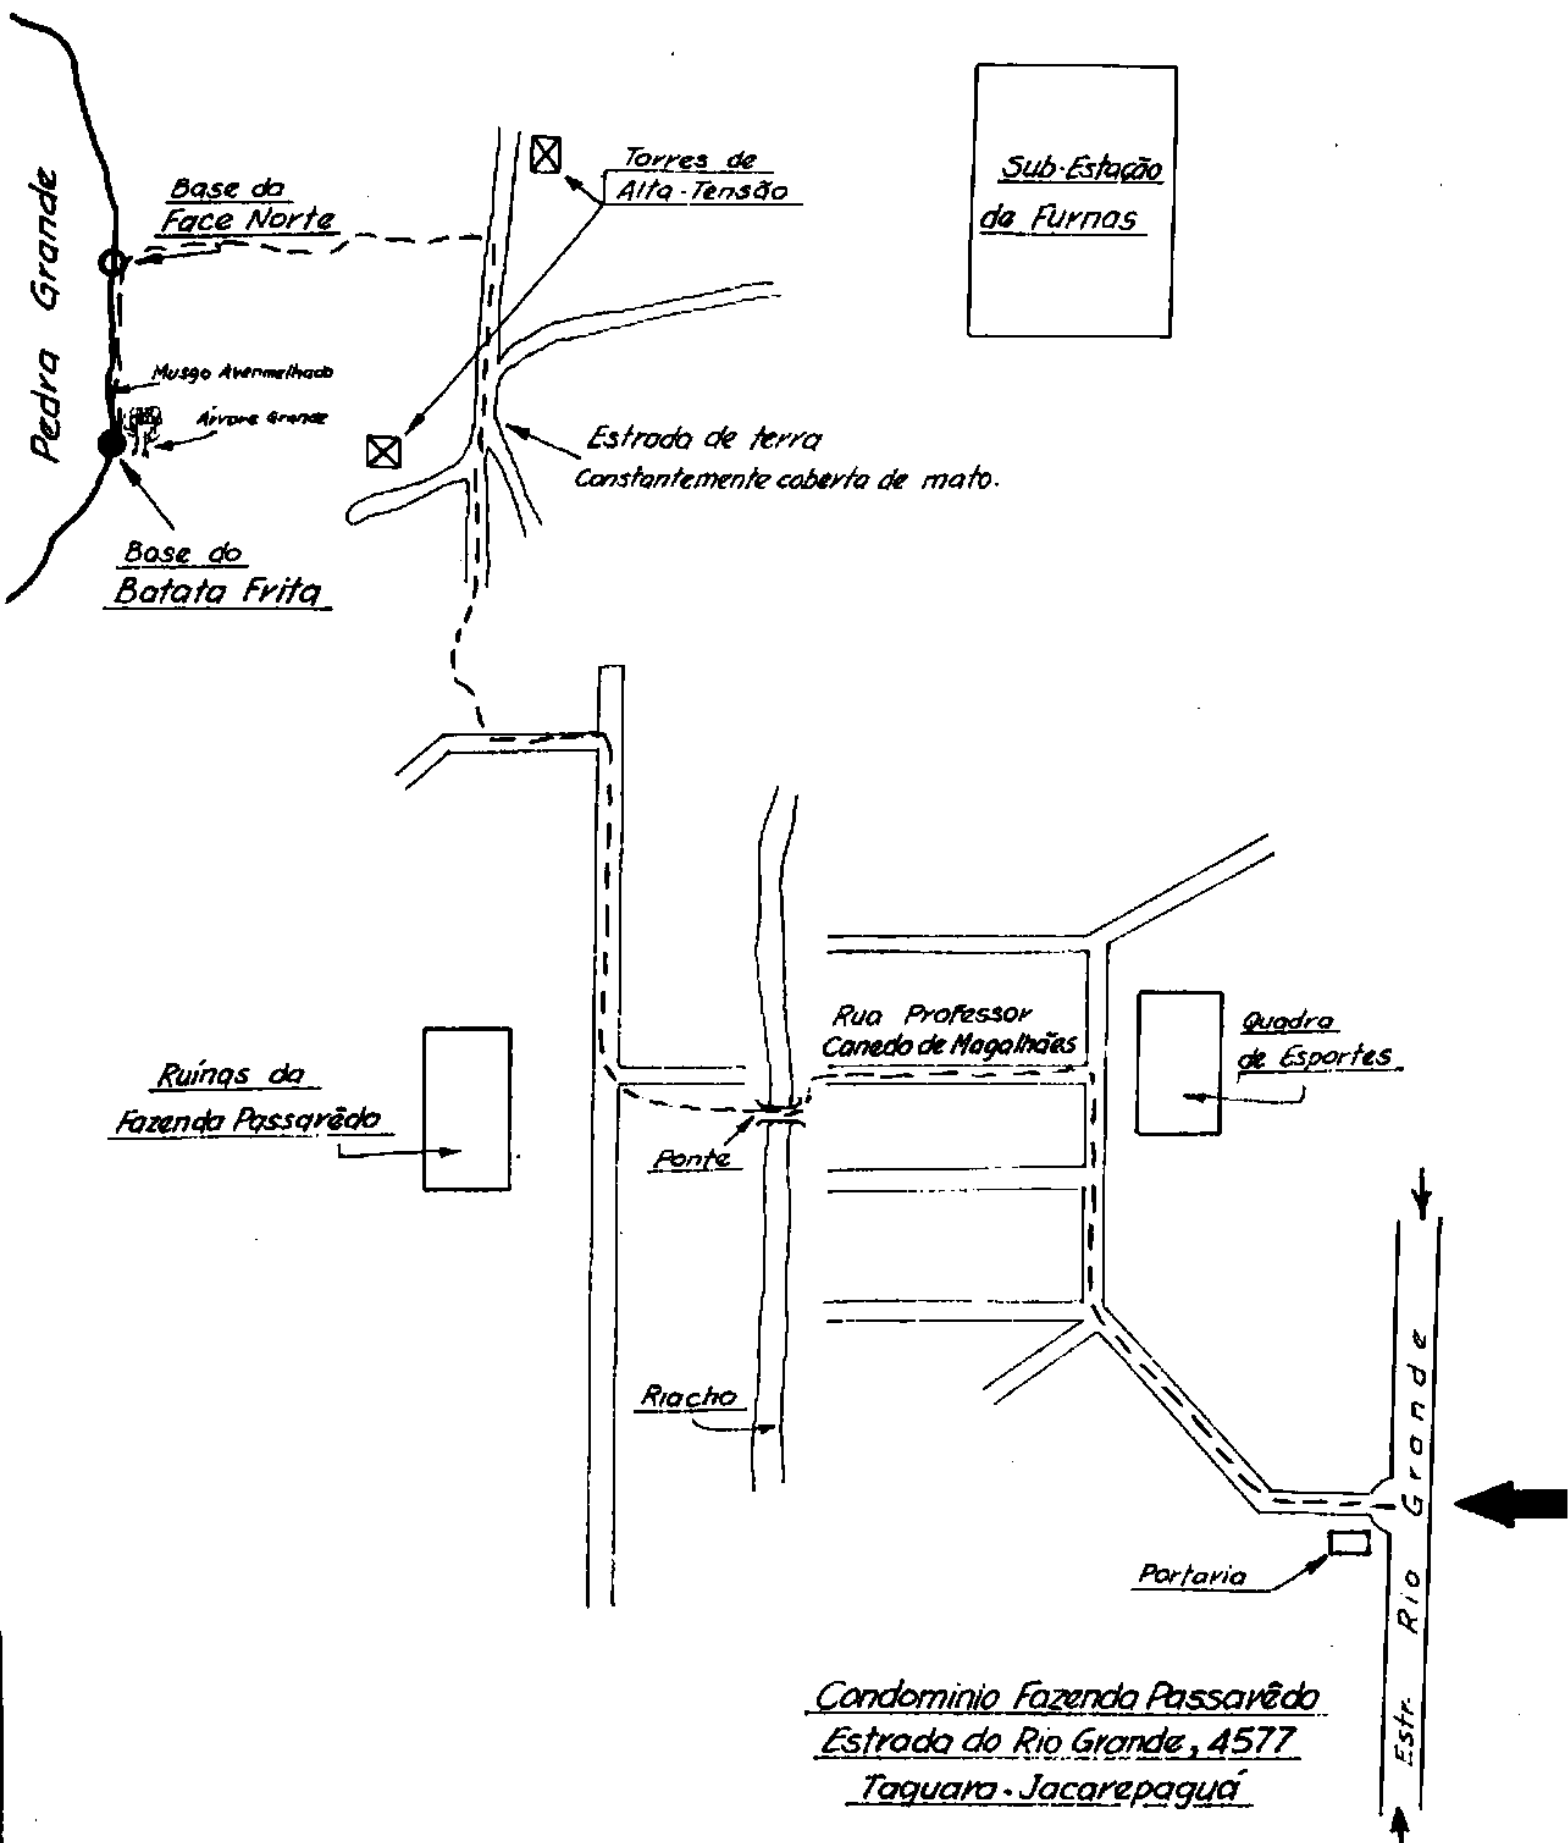 Torres de
Alta-Tensão
Sub-Estação
de Furnas
Base da
Face Norte
Pedra Grande
Musgo Avermelhado
Árvore Grande
Estrada de terra
Constantemente coberta de mato.
Base do
Batata Frita
Rua Professor
Canedo de Magalhães
Quadra
de Esportes
Ruínas da
Fazenda Passarêdo
Ponte
Riacho
Estr. Rio Grande
Portaria
Condominio Fazenda Passarêdo
Estrada do Rio Grande, 4577
Taquara-Jacarepaguá